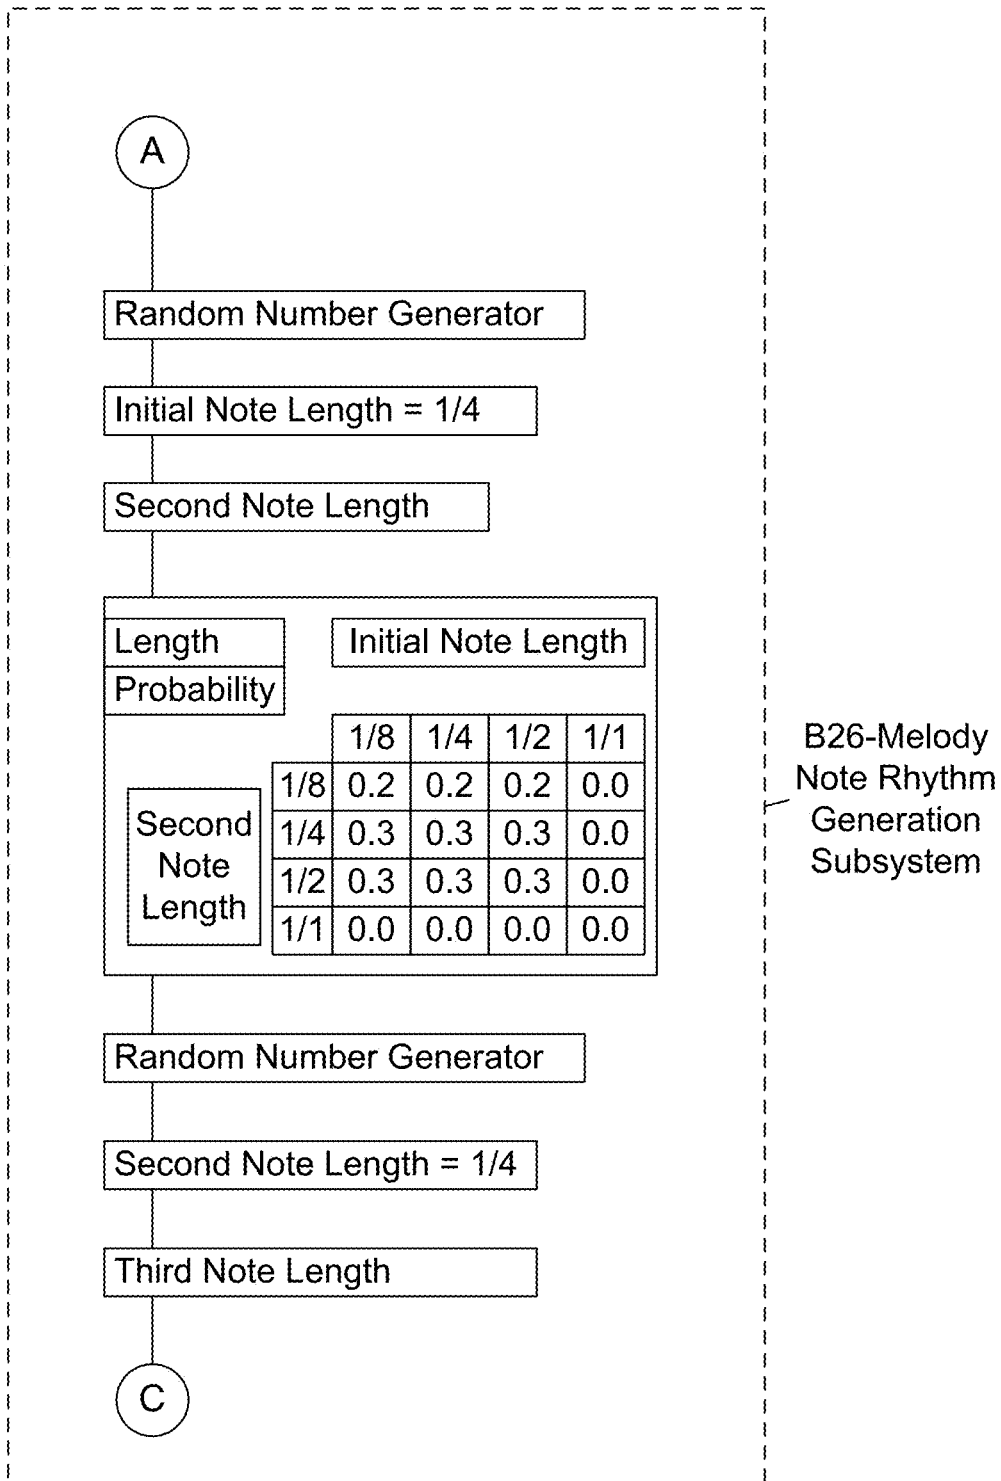 A
Random Number Generator
Initial Note Length = 1/4
Second Note Length
Length
Initial Note Length
Probability
1/8 1/4 1/2 1/1
1/8 0.2 0.2 0.2 0.0
1/4 0.3 0.3 0.3 0.0
1/2 0.3 0.3 0.3 0.0
1/1 0.0 0.0 0.0 0.0
Second
Note
Length
B26-Melody
Note Rhythm
Generation
Subsystem
Random Number Generator
Second Note Length = 1/4
Third Note Length
C